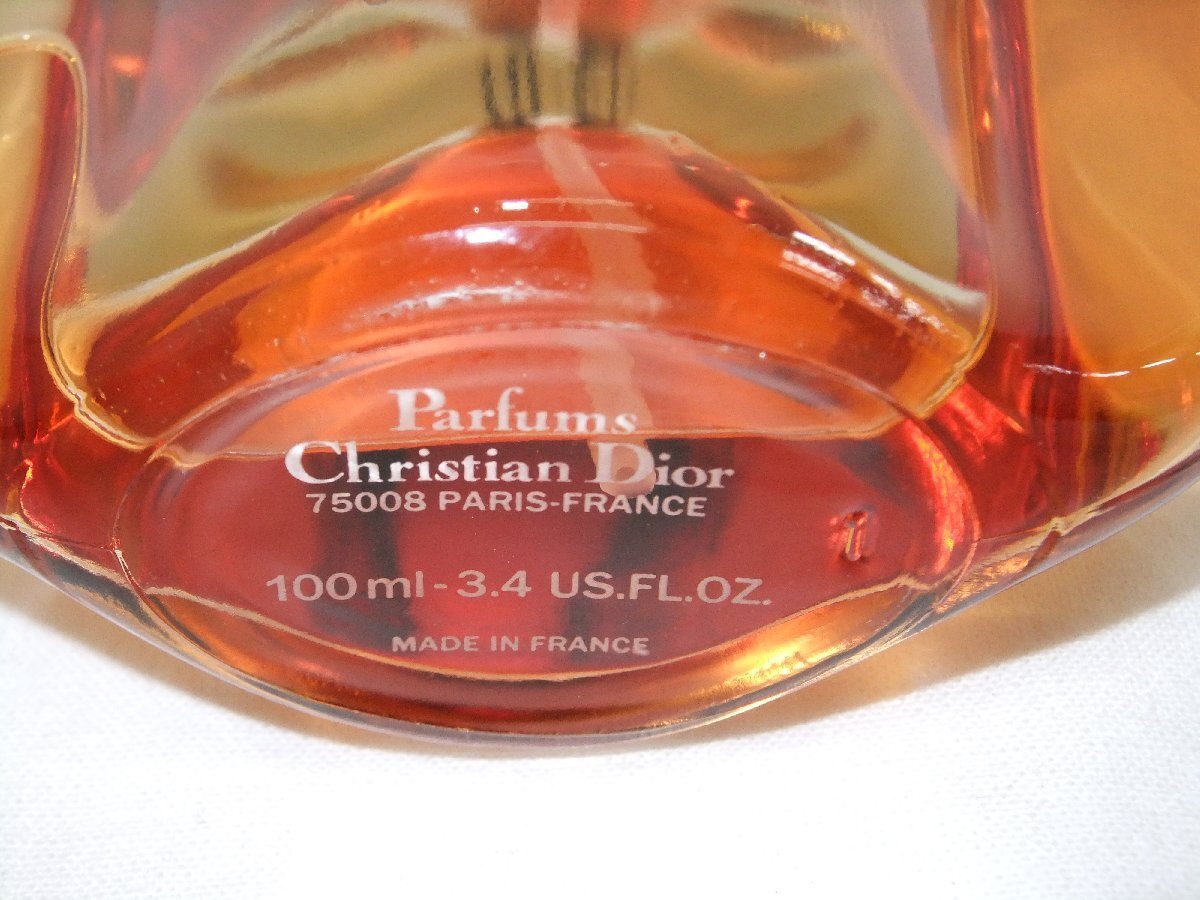 Parfums
Christian Dior
75008 PARIS-FRANCE
100 ml - 3.4 US.FL.OZ.
MADE IN FRANCE